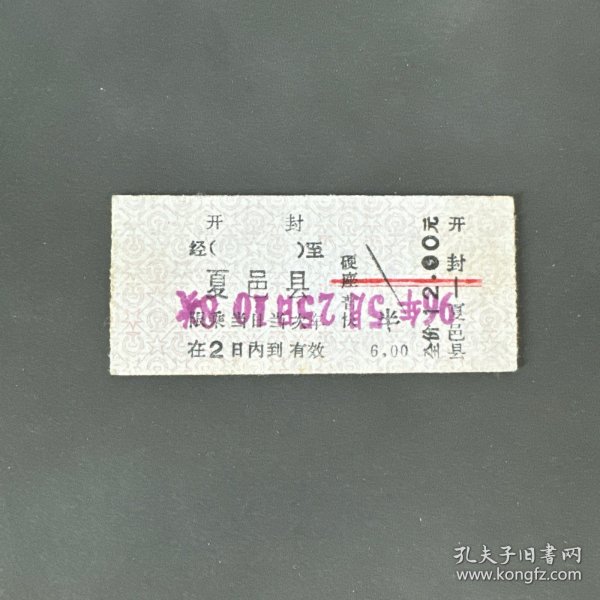 开封
经( )至
夏邑县
限乘当日当次车
在2日内到有效
硬座普快
半
6.00
全价12.00元
开封—夏邑县
96年5月25日10
次
孔夫子旧书网
www.kongfz.com